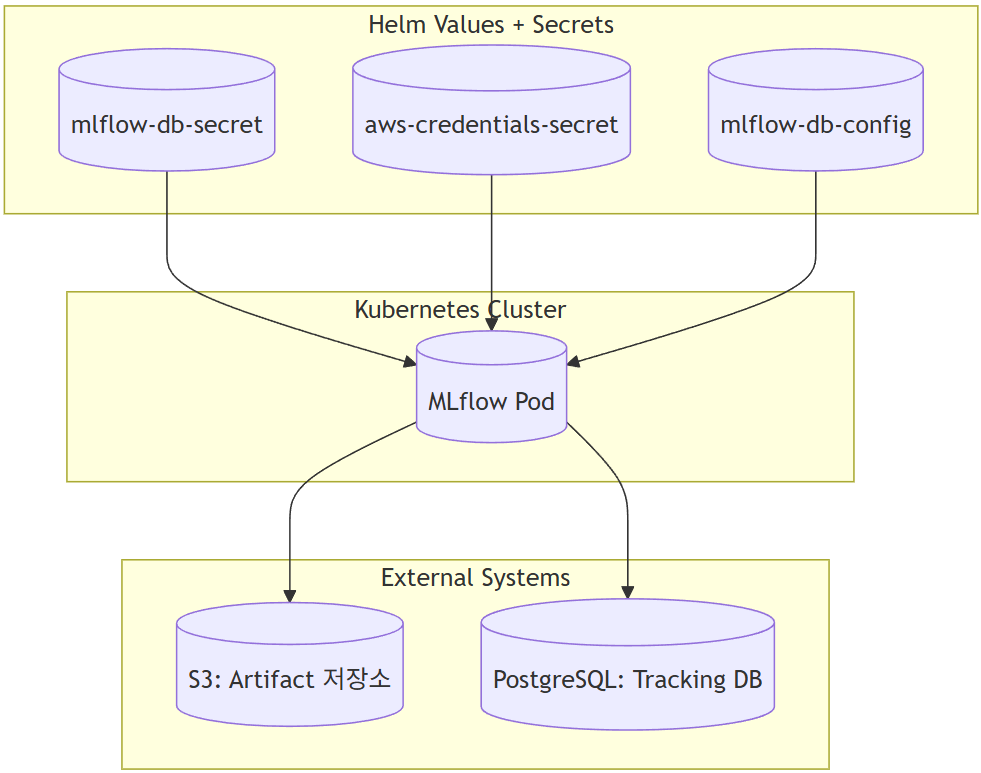 Helm Values + Secrets
mlflow-db-secret
aws-credentials-secret
mlflow-db-config
Kubernetes Cluster
MLflow Pod
External Systems
S3: Artifact 저장소
PostgreSQL: Tracking DB